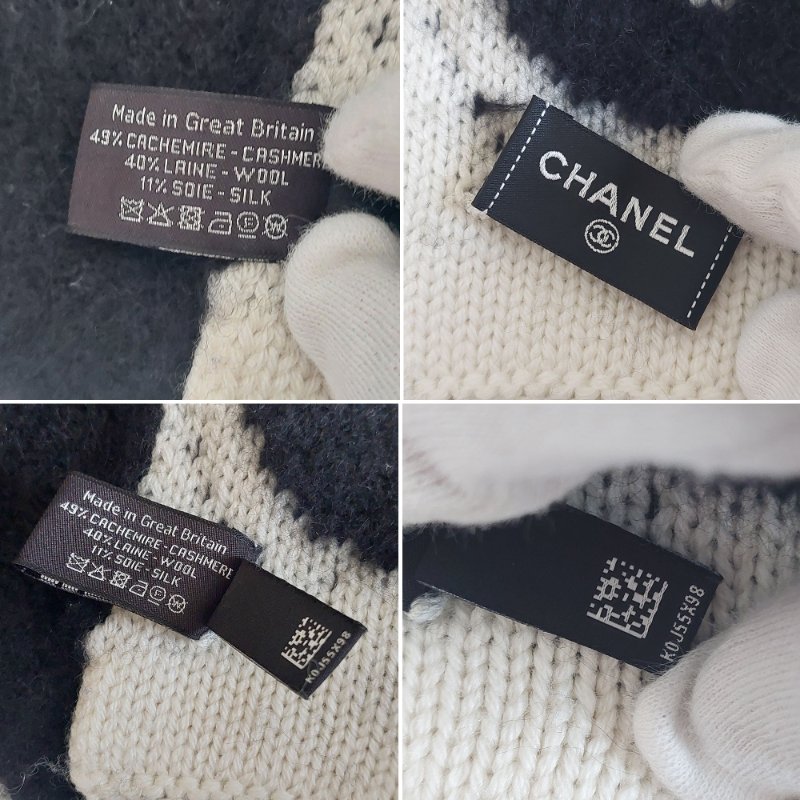 Made in Great Britain
49% CACHEMIRE - CASHMER
40% LAINE - WOOL
11% SOIE - SILK
CHANEL
Made in Great Britain
49% CACHEMIRE - CASHMERE
40% LAINE - WOOL
11% SOIE - SILK
K0J55X98
K0J55X98